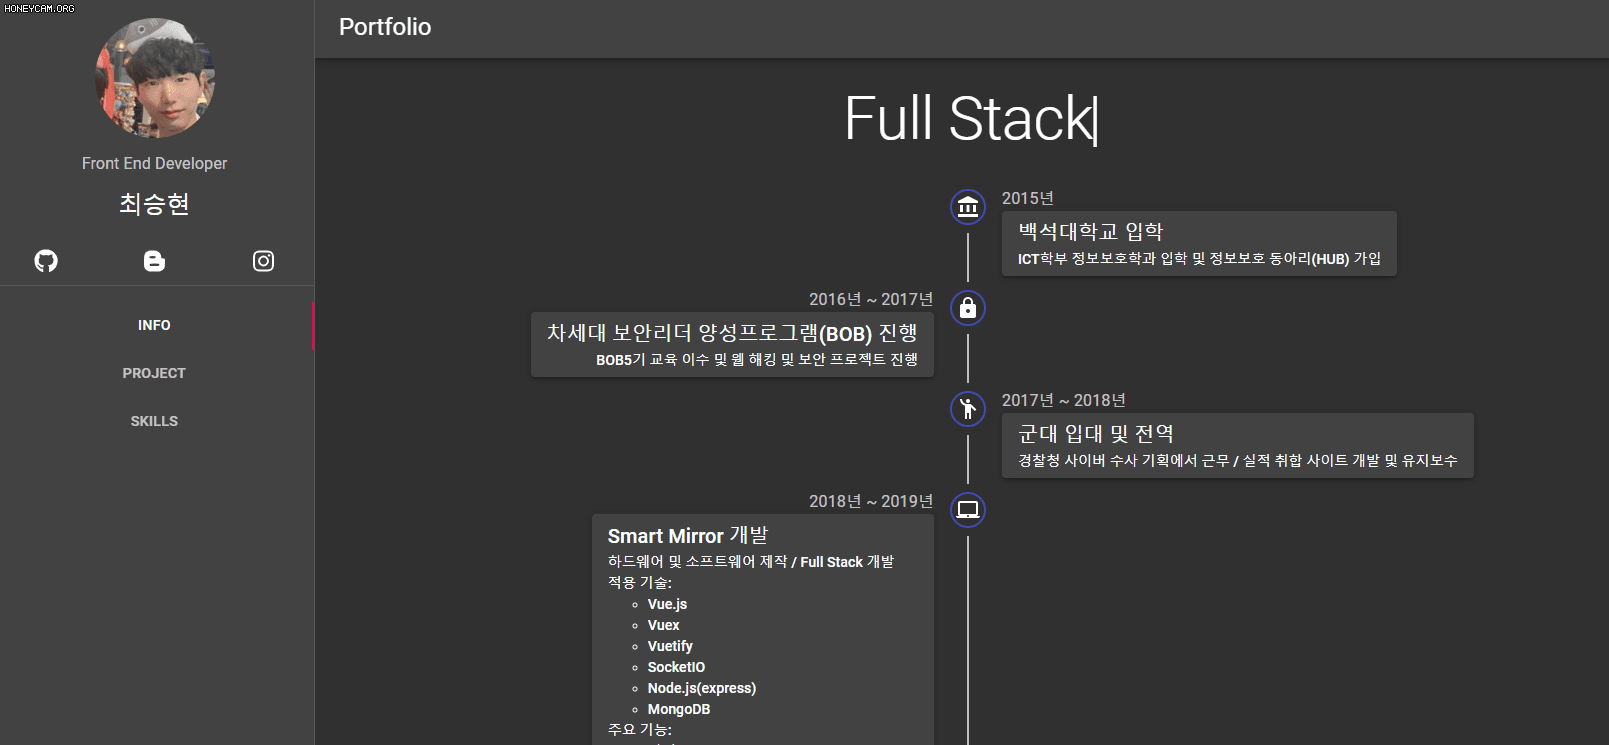 HONEYCAM.ORG
Front End Developer
최승현
INFO
PROJECT
SKILLS
Portfolio
Full Stack
2015년
백석대학교 입학
ICT학부 정보보호학과 입학 및 정보보호 동아리(HUB) 가입
2016년 ~ 2017년
차세대 보안리더 양성프로그램(BOB) 진행
BOB5기 교육 이수 및 웹 해킹 및 보안 프로젝트 진행
2017년 ~ 2018년
군대 입대 및 전역
경찰청 사이버 수사 기획에서 근무 / 실적 취합 사이트 개발 및 유지보수
2018년 ~ 2019년
Smart Mirror 개발
하드웨어 및 소프트웨어 제작 / Full Stack 개발
적용 기술:
Vue.js
Vuex
Vuetify
SocketIO
Node.js(express)
MongoDB
주요 기능: